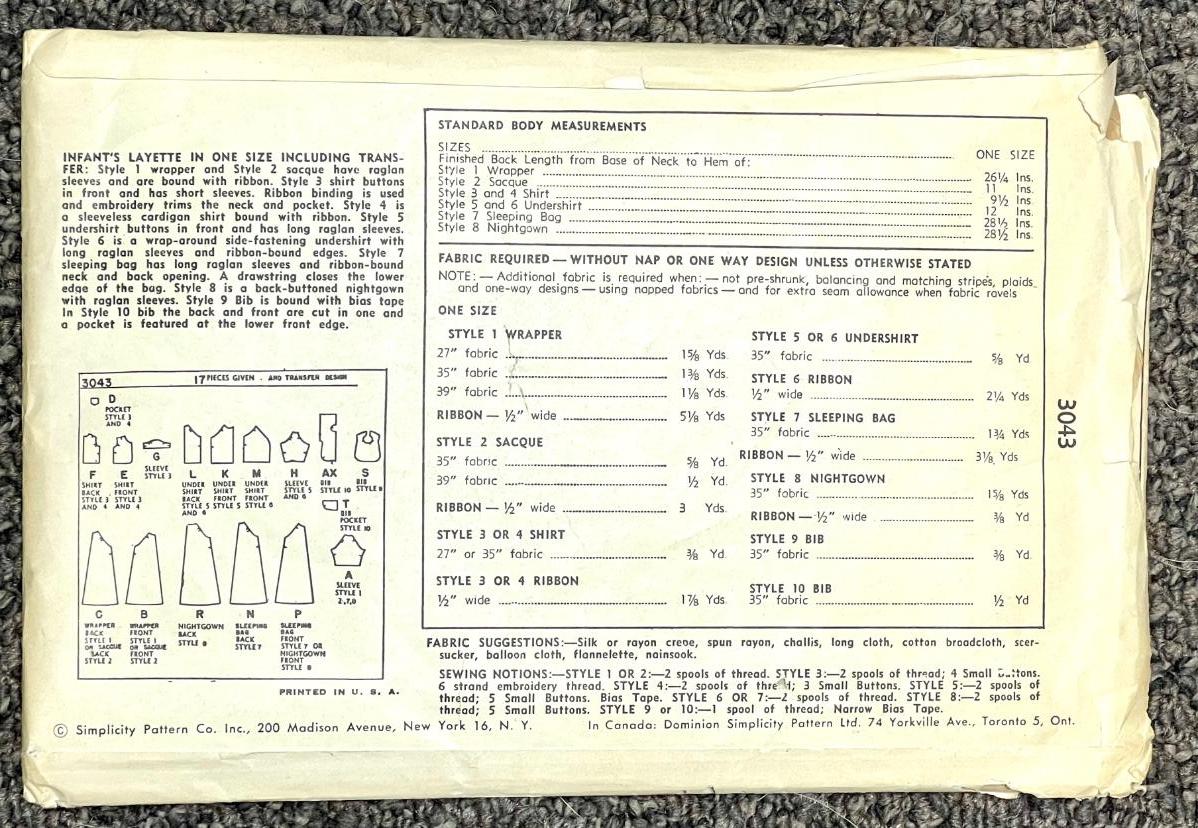 INFANT'S LAYETTE IN ONE SIZE INCLUDING TRANS-
FER: Style 1 wrapper and Style 2 sacque have raglan
sleeves and are bound with ribbon. Style 3 shirt buttons
in front and has short sleeves. Ribbon binding is used
and embroidery trims the neck and pocket. Style 4 is
a sleeveless cardigan shirt bound with ribbon. Style 5
undershirt buttons in front and has long raglan sleeves.
Style 6 is a wrap-around side-fastening undershirt with
long raglan sleeves and ribbon-bound edges. Style 7
sleeping bag has long raglan sleeves and ribbon-bound
neck and back opening. A drawstring closes the lower
edge of the bag. Style 8 is a back-buttoned nightgown
with raglan sleeves. Style 9 Bib is bound with bias tape
In Style 10 bib the back and front are cut in one and
a pocket is featured at the lower front edge.
3043 17 PIECES GIVEN - AND TRANSFER DESIGN
D
POCKET
STYLE 3
AND 4
F
SHIRT
BACK
STYLE 3
AND 4
E
SHIRT
FRONT
STYLE 3
AND 4
G
SLEEVE
STYLE 3
L
UNDER
SHIRT
BACK
STYLE 5
AND 6
K
UNDER
SHIRT
FRONT
STYLE 5
M
UNDER
SHIRT
FRONT
STYLE 6
H
SLEEVE
STYLE 5
AND 6
AX
BIB
STYLE 10
S
BIB
STYLE 9
T
BIB
POCKET
STYLE 10
A
SLEEVE
STYLE 1
2,7,8
C
WRAPPER
BACK
STYLE 1
OR SACQUE
BACK
STYLE 2
B
WRAPPER
FRONT
STYLE 1
OR SACQUE
FRONT
STYLE 2
R
NIGHTGOWN
BACK
STYLE 8
N
SLEEPING
BAG
BACK
STYLE 7
P
SLEEPING
BAG
FRONT
STYLE 7 OR
NIGHTGOWN
FRONT
STYLE 8
PRINTED IN U. S. A.
STANDARD BODY MEASUREMENTS
SIZES ONE SIZE
Finished Back Length from Base of Neck to Hem of:
Style 1 Wrapper 26¼ Ins.
Style 2 Sacque 11 Ins.
Style 3 and 4 Shirt 9½ Ins.
Style 5 and 6 Undershirt 12 Ins.
Style 7 Sleeping Bag 28½ Ins.
Style 8 Nightgown 28½ Ins.
FABRIC REQUIRED — WITHOUT NAP OR ONE WAY DESIGN UNLESS OTHERWISE STATED
NOTE: — Additional fabric is required when: — not pre-shrunk, balancing and matching stripes, plaids
and one-way designs — using napped fabrics — and for extra seam allowance when fabric ravels
ONE SIZE
STYLE 1 WRAPPER
27" fabric 1⅝ Yds.
35" fabric 1⅜ Yds.
39" fabric 1⅛ Yds
RIBBON — ½" wide 5⅛ Yds
STYLE 2 SACQUE
35" fabric ⅝ Yd.
39" fabric ½ Yd.
RIBBON — ½" wide 3 Yds.
STYLE 3 OR 4 SHIRT
27" or 35" fabric ⅜ Yd.
STYLE 3 OR 4 RIBBON
½" wide 1⅞ Yds.
STYLE 5 OR 6 UNDERSHIRT
35" fabric ⅝ Yd
STYLE 6 RIBBON
½" wide 2¼ Yds
STYLE 7 SLEEPING BAG
35" fabric 1¾ Yds
RIBBON — ½" wide 3⅛ Yds
STYLE 8 NIGHTGOWN
35" fabric 1⅝ Yds
RIBBON — ½" wide ⅜ Yd
STYLE 9 BIB
35" fabric ⅜ Yd.
STYLE 10 BIB
35" fabric ½ Yd
3043
FABRIC SUGGESTIONS:—Silk or rayon crepe, spun rayon, challis, long cloth, cotton broadcloth, seer-
sucker, balloon cloth, flannelette, nainsook.
SEWING NOTIONS:—STYLE 1 OR 2:—2 spools of thread. STYLE 3:—2 spools of thread; 4 Small Buttons.
6 strand embroidery thread. STYLE 4:—2 spools of thread; 3 Small Buttons. STYLE 5:—2 spools of
thread; 5 Small Buttons. Bias Tape. STYLE 6 OR 7:—2 spools of thread. STYLE 8:—2 spools of
thread; 5 Small Buttons. STYLE 9 or 10:—1 spool of thread; Narrow Bias Tape.
© Simplicity Pattern Co. Inc., 200 Madison Avenue, New York 16, N. Y. In Canada: Dominion Simplicity Pattern Ltd. 74 Yorkville Ave., Toronto 5, Ont.